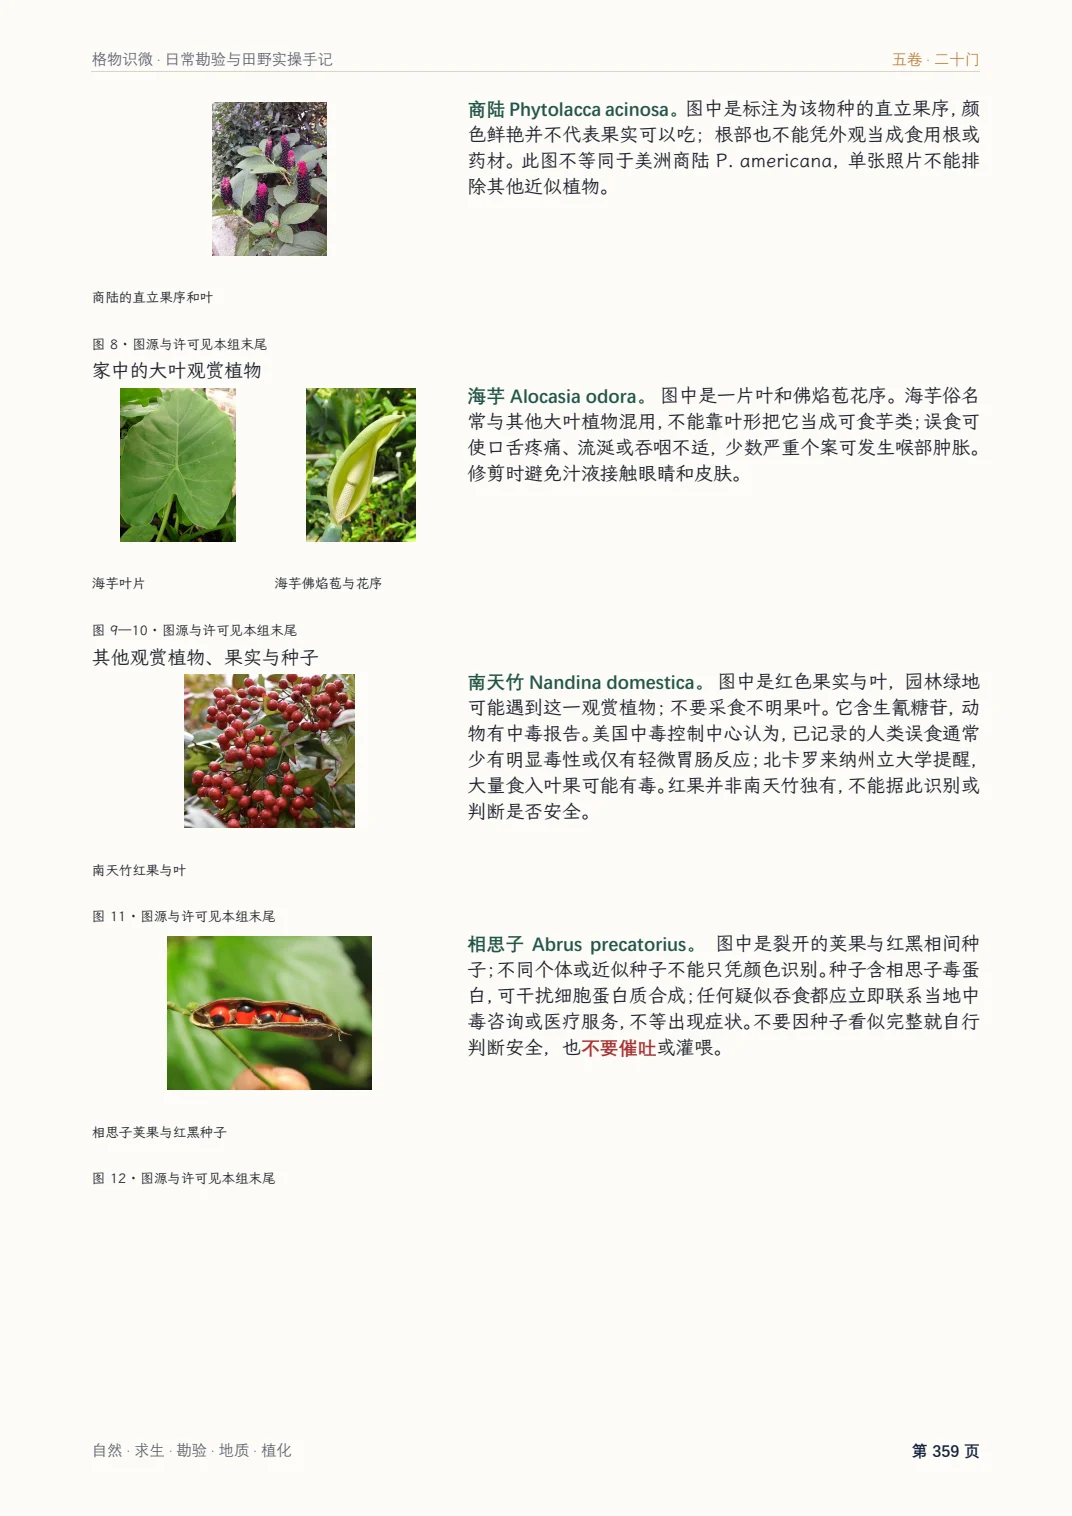 格物识微 · 日常勘验与田野实操手记
五卷 · 二十门
商陆 Phytolacca acinosa。图中是标注为该物种的直立果序，颜
色鲜艳并不代表果实可以吃；根部也不能凭外观当成食用根或
药材。此图不等同于美洲商陆 P. americana，单张照片不能排
除其他近似植物。
商陆的直立果序和叶
图 8・图源与许可见本组末尾
家中的大叶观赏植物
海芋 Alocasia odora。 图中是一片叶和佛焰苞花序。海芋俗名
常与其他大叶植物混用，不能靠叶形把它当成可食芋类；误食可
使口舌疼痛、流涎或吞咽不适，少数严重个案可发生喉部肿胀。
修剪时避免汁液接触眼睛和皮肤。
海芋叶片
海芋佛焰苞与花序
图 9—10・图源与许可见本组末尾
其他观赏植物、果实与种子
南天竹 Nandina domestica。 图中是红色果实与叶，园林绿地
可能遇到这一观赏植物；不要采食不明果叶。它含生氰糖苷，动
物有中毒报告。美国中毒控制中心认为，已记录的人类误食通常
少有明显毒性或仅有轻微胃肠反应；北卡罗来纳州立大学提醒，
大量食入叶果可能有毒。红果并非南天竹独有，不能据此识别或
判断是否安全。
南天竹红果与叶
图 11・图源与许可见本组末尾
相思子 Abrus precatorius。 图中是裂开的荚果与红黑相间种
子；不同个体或近似种子不能只凭颜色识别。种子含相思子毒蛋
白，可干扰细胞蛋白质合成；任何疑似吞食都应立即联系当地中
毒咨询或医疗服务，不等出现症状。不要因种子看似完整就自行
判断安全，也不要催吐或灌喂。
相思子荚果与红黑种子
图 12・图源与许可见本组末尾
自然 · 求生 · 勘验 · 地质 · 植化
第 359 页